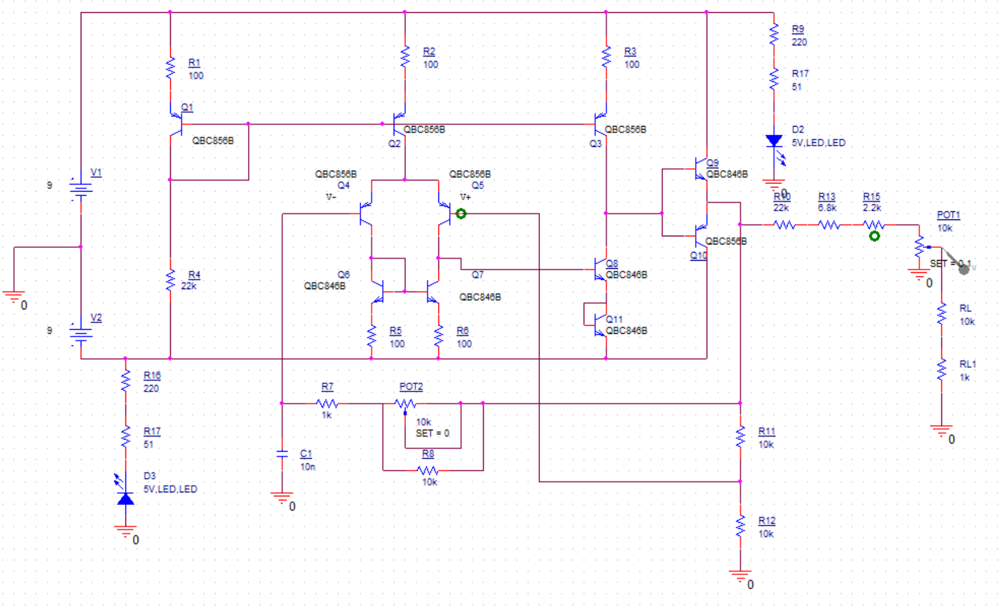 R1
100
R2
100
R3
100
R9
220
R17
51
Q1
QBC856B
QBC856B
Q2
QBC856B
Q3
D2
5V,LED,LED
0
V1
9
QBC856B
Q4
V-
QBC856B
Q5
V+
Q9
QBC846B
R10
22k
R13
6.8k
R15
2.2k
POT1
10k
SET = 0.1
V
0
QBC856B
Q10
Q8
QBC846B
Q6
QBC846B
Q7
QBC846B
R4
22k
0
V2
9
Q11
QBC846B
R5
100
R6
100
RL
10k
RL1
1k
0
R16
220
R17
51
D3
5V,LED,LED
0
R7
1k
POT2
10k
SET = 0
R8
10k
C1
10n
0
R11
10k
R12
10k
0